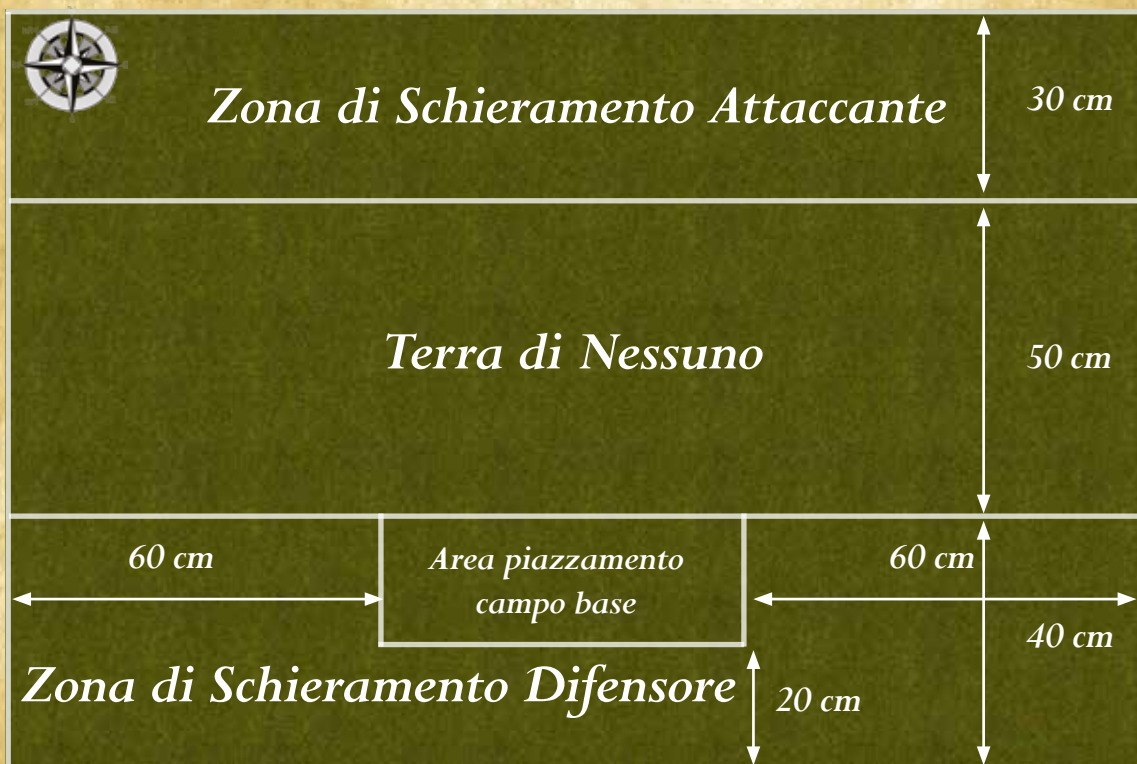 Zona di Schieramento Attaccante
30 cm
Terra di Nessuno
50 cm
60 cm
Area piazzamento
campo base
60 cm
40 cm
Zona di Schieramento Difensore
20 cm